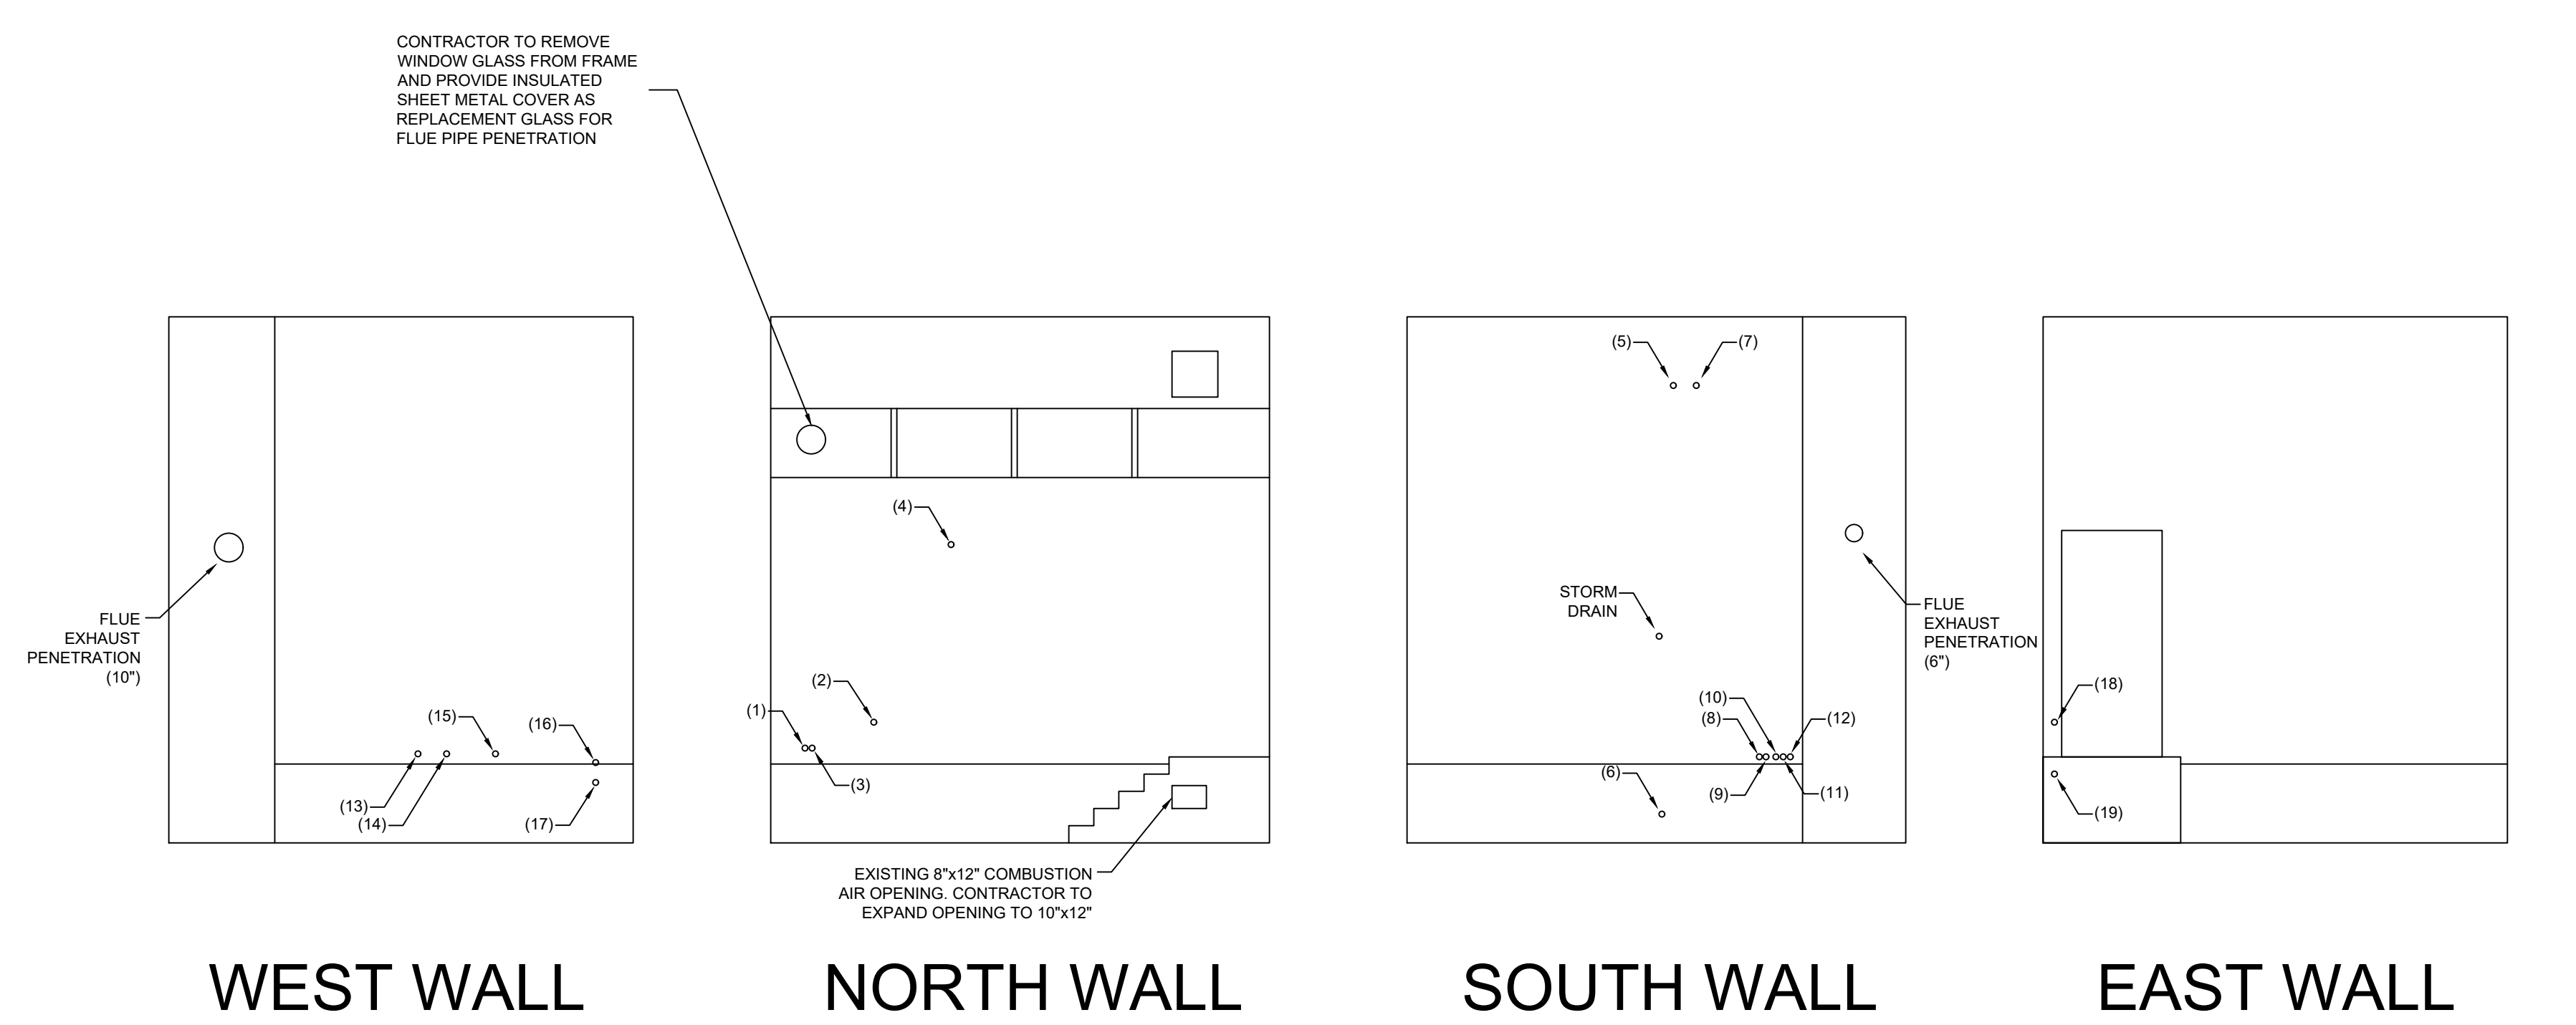 CONTRACTOR TO REMOVE
WINDOW GLASS FROM FRAME
AND PROVIDE INSULATED
SHEET METAL COVER AS
REPLACEMENT GLASS FOR
FLUE PIPE PENETRATION
FLUE
EXHAUST
PENETRATION
(10")
(13)
(14)
(15)
(16)
(17)
WEST WALL
(4)
(2)
(1)
(3)
EXISTING 8"x12" COMBUSTION
AIR OPENING. CONTRACTOR TO
EXPAND OPENING TO 10"x12"
NORTH WALL
(5)
(7)
STORM
DRAIN
(10)
(8)
(12)
(6)
(9)
(11)
FLUE
EXHAUST
PENETRATION
(6")
SOUTH WALL
(18)
(19)
EAST WALL